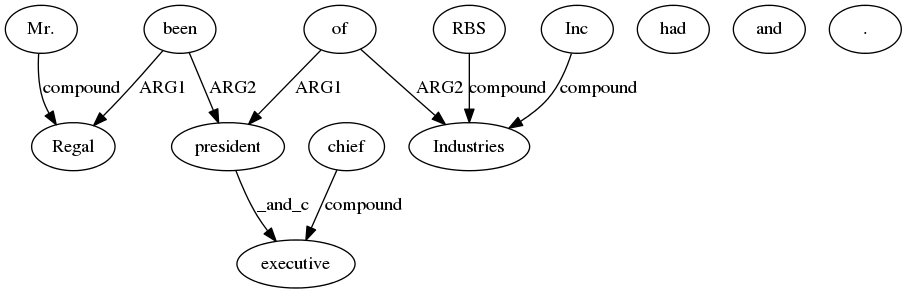 Mr. been of RBS Inc had and .
compound ARG1 ARG2 ARG1 ARG2 compound compound
Regal president chief Industries
_and_c compound
executive